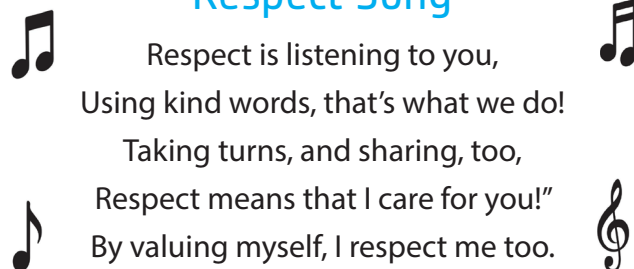 Respect Song
Respect is listening to you,
Using kind words, that’s what we do!
Taking turns, and sharing, too,
Respect means that I care for you!”
By valuing myself, I respect me too.